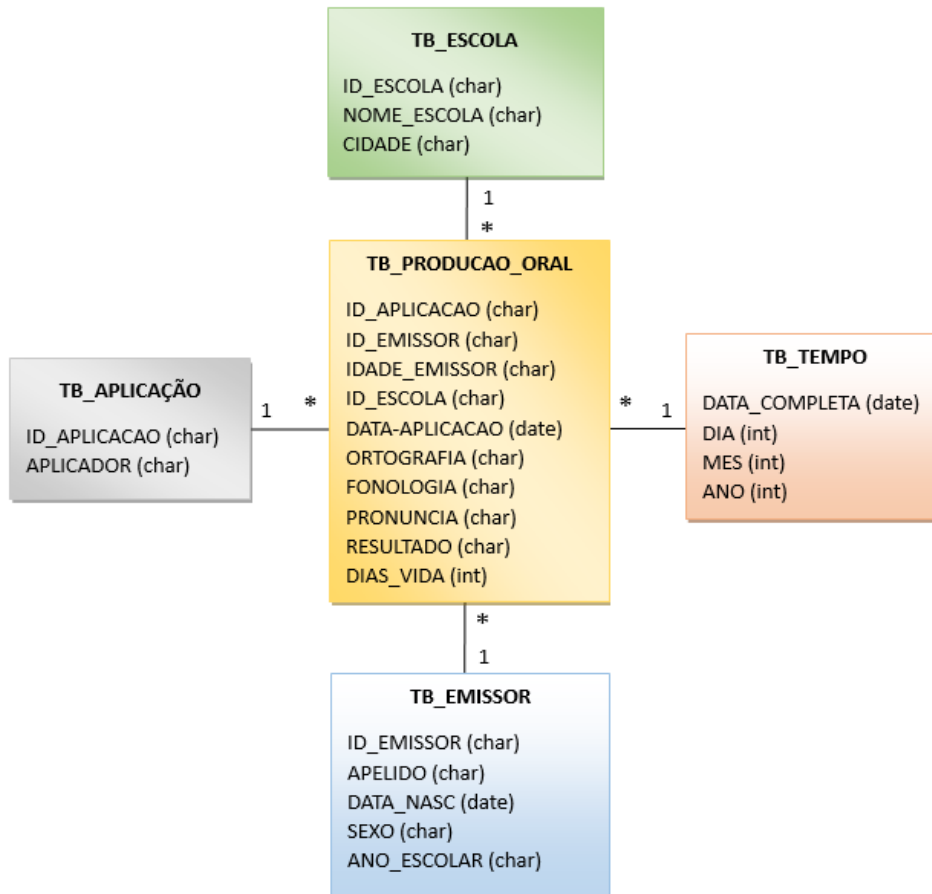 TB_ESCOLA
ID_ESCOLA (char)
NOME_ESCOLA (char)
CIDADE (char)
1
*
TB_PRODUCAO_ORAL
ID_APLICACAO (char)
ID_EMISSOR (char)
IDADE_EMISSOR (char)
ID_ESCOLA (char)
DATA-APLICACAO (date)
ORTOGRAFIA (char)
FONOLOGIA (char)
PRONUNCIA (char)
RESULTADO (char)
DIAS_VIDA (int)
TB_APLICAÇÃO
ID_APLICACAO (char)
APLICADOR (char)
1 *
* 1
TB_TEMPO
DATA_COMPLETA (date)
DIA (int)
MES (int)
ANO (int)
*
1
TB_EMISSOR
ID_EMISSOR (char)
APELIDO (char)
DATA_NASC (date)
SEXO (char)
ANO_ESCOLAR (char)